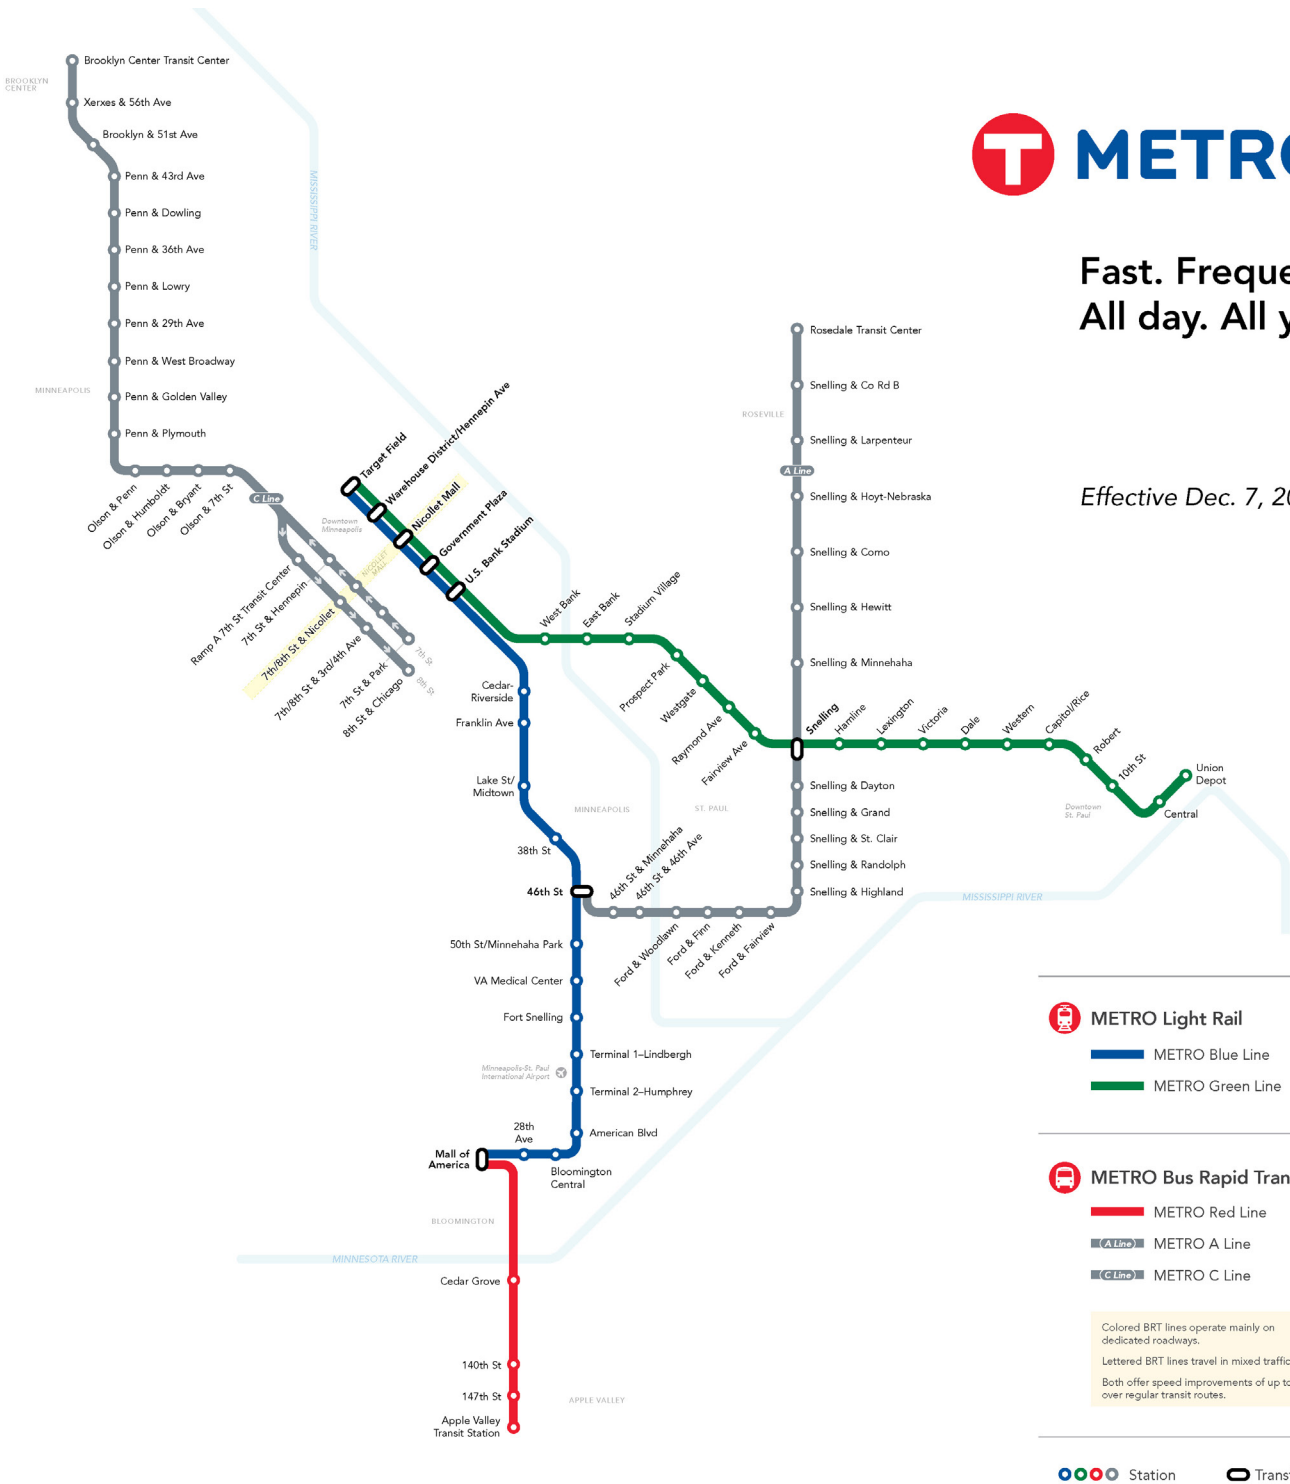 Brooklyn Center Transit Center
BROOKLYN
CENTER
Xerxes & 56th Ave
Brooklyn & 51st Ave
Penn & 43rd Ave
Penn & Dowling
Penn & 36th Ave
Penn & Lowry
Penn & 29th Ave
Penn & West Broadway
MINNEAPOLIS
Penn & Golden Valley
Penn & Plymouth
Olson & Penn
Olson & Humboldt
Olson & Bryant
Olson & 7th St
C Line
MISSISSIPPI RIVER
Target Field
Warehouse District/Hennepin Ave
Nicollet Mall
Government Plaza
U.S. Bank Stadium
Downtown
Minneapolis
NICOLLET
MALL
Ramp A 7th St Transit Center
7th St & Hennepin
7th/8th St & Nicollet
7th/8th St & 3rd/4th Ave
7th St & Park
8th St & Chicago
7th St
8th St
West Bank
East Bank
Stadium Village
Prospect Park
Westgate
Raymond Ave
Fairview Ave
Snelling
Hamline
Lexington
Victoria
Dale
Western
Capitol/Rice
Robert
10th St
Central
Union
Depot
Downtown
St. Paul
Rosedale Transit Center
Snelling & Co Rd B
ROSEVILLE
Snelling & Larpenteur
A Line
Snelling & Hoyt-Nebraska
Snelling & Como
Snelling & Hewitt
Snelling & Minnehaha
Snelling & Dayton
Snelling & Grand
Snelling & St. Clair
Snelling & Randolph
Snelling & Highland
MINNEAPOLIS
ST. PAUL
46th St & Minnehaha
46th St & 46th Ave
Ford & Woodlawn
Ford & Finn
Ford & Kenneth
Ford & Fairview
MISSISSIPPI RIVER
Cedar-
Riverside
Franklin Ave
Lake St/
Midtown
38th St
46th St
50th St/Minnehaha Park
VA Medical Center
Fort Snelling
Terminal 1–Lindbergh
Minneapolis-St. Paul
International Airport
Terminal 2–Humphrey
American Blvd
28th
Ave
Bloomington
Central
Mall of
America
BLOOMINGTON
MINNESOTA RIVER
Cedar Grove
140th St
147th St
APPLE VALLEY
Apple Valley
Transit Station
T METRO
Fast. Freque
All day. All y
Effective Dec. 7, 20
METRO Light Rail
METRO Blue Line
METRO Green Line
METRO Bus Rapid Tran
METRO Red Line
A Line METRO A Line
C Line METRO C Line
Colored BRT lines operate mainly on
dedicated roadways.
Lettered BRT lines travel in mixed traffic
Both offer speed improvements of up to
over regular transit routes.
Station
Trans